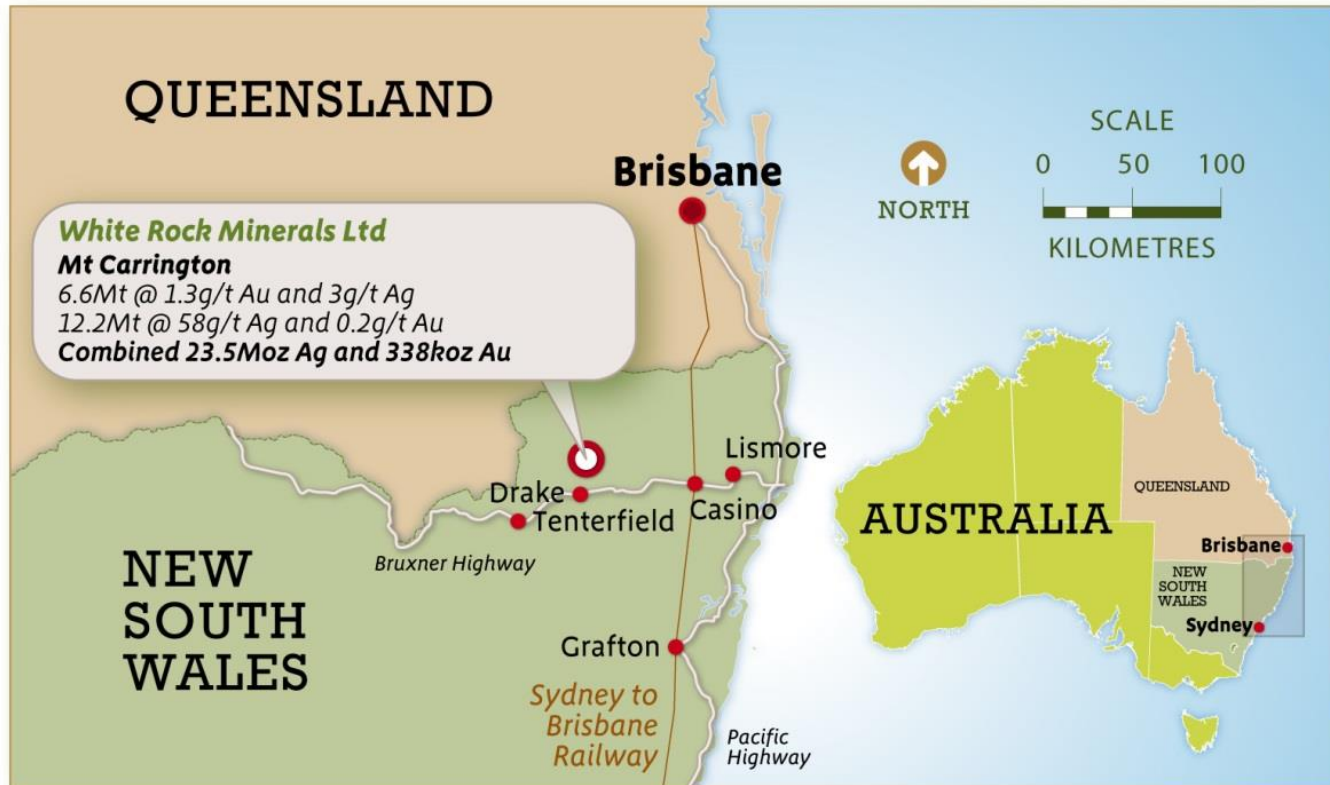 QUEENSLAND
Brisbane
White Rock Minerals Ltd
Mt Carrington
6.6Mt @ 1.3g/t Au and 3g/t Ag
12.2Mt @ 58g/t Ag and 0.2g/t Au
Combined 23.5Moz Ag and 338koz Au
Lismore
Drake
Casino
Tenterfield
Bruxner Highway
NEW
SOUTH
WALES
Grafton
Sydney to
Brisbane
Railway
Pacific
Highway
NORTH
SCALE
0 50 100
KILOMETRES
AUSTRALIA
QUEENSLAND
Brisbane
NEW
SOUTH
WALES
Sydney